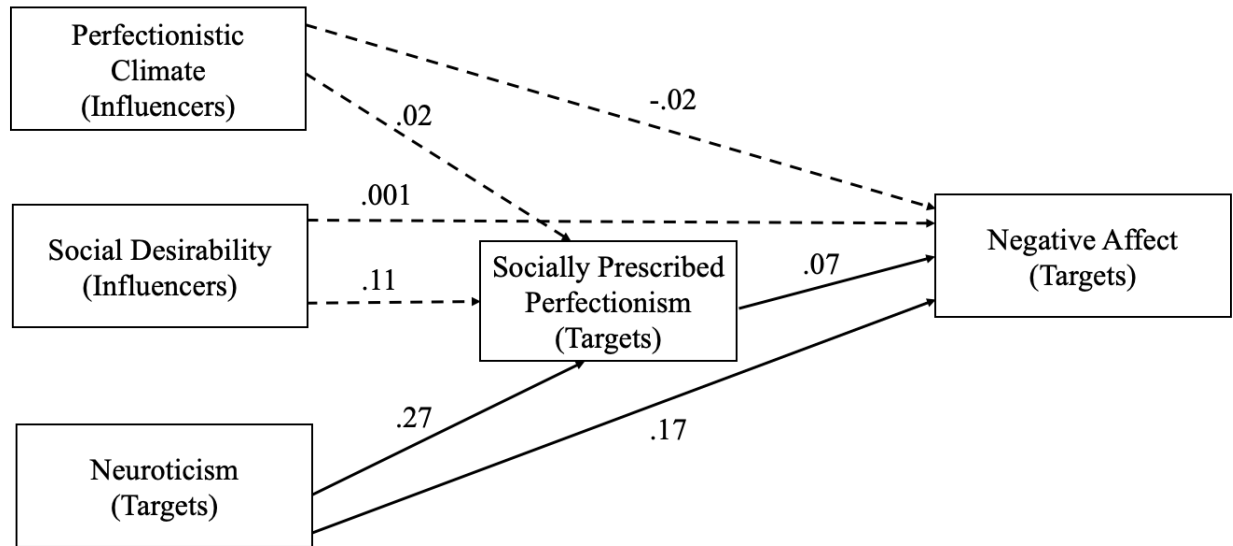 Perfectionistic
Climate
(Influencers)
-.02
.02
.001
Social Desirability
(Influencers)
.11
Socially Prescribed
Perfectionism
(Targets)
.07
Negative Affect
(Targets)
.27
.17
Neuroticism
(Targets)